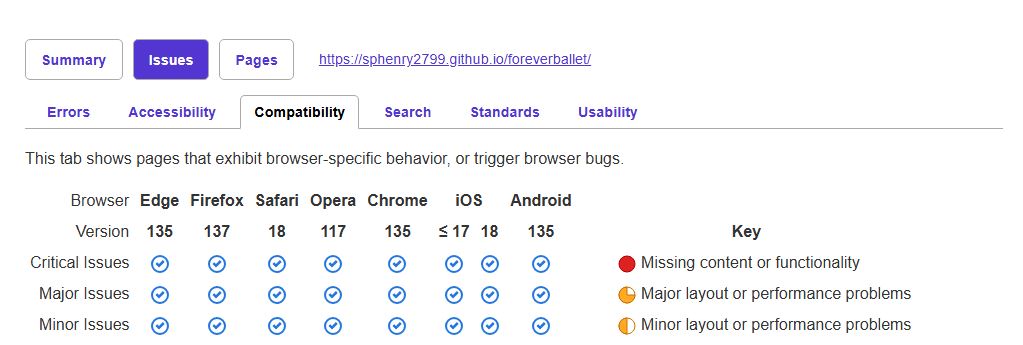 Summary Issues Pages https://sphenry2799.github.io/foreverballet/
Errors Accessibility Compatibility Search Standards Usability
This tab shows pages that exhibit browser-specific behavior, or trigger browser bugs.
Browser Edge Firefox Safari Opera Chrome iOS Android
Version 135 137 18 117 135 ≤ 17 18 135 Key
Critical Issues Missing content or functionality
Major Issues Major layout or performance problems
Minor Issues Minor layout or performance problems